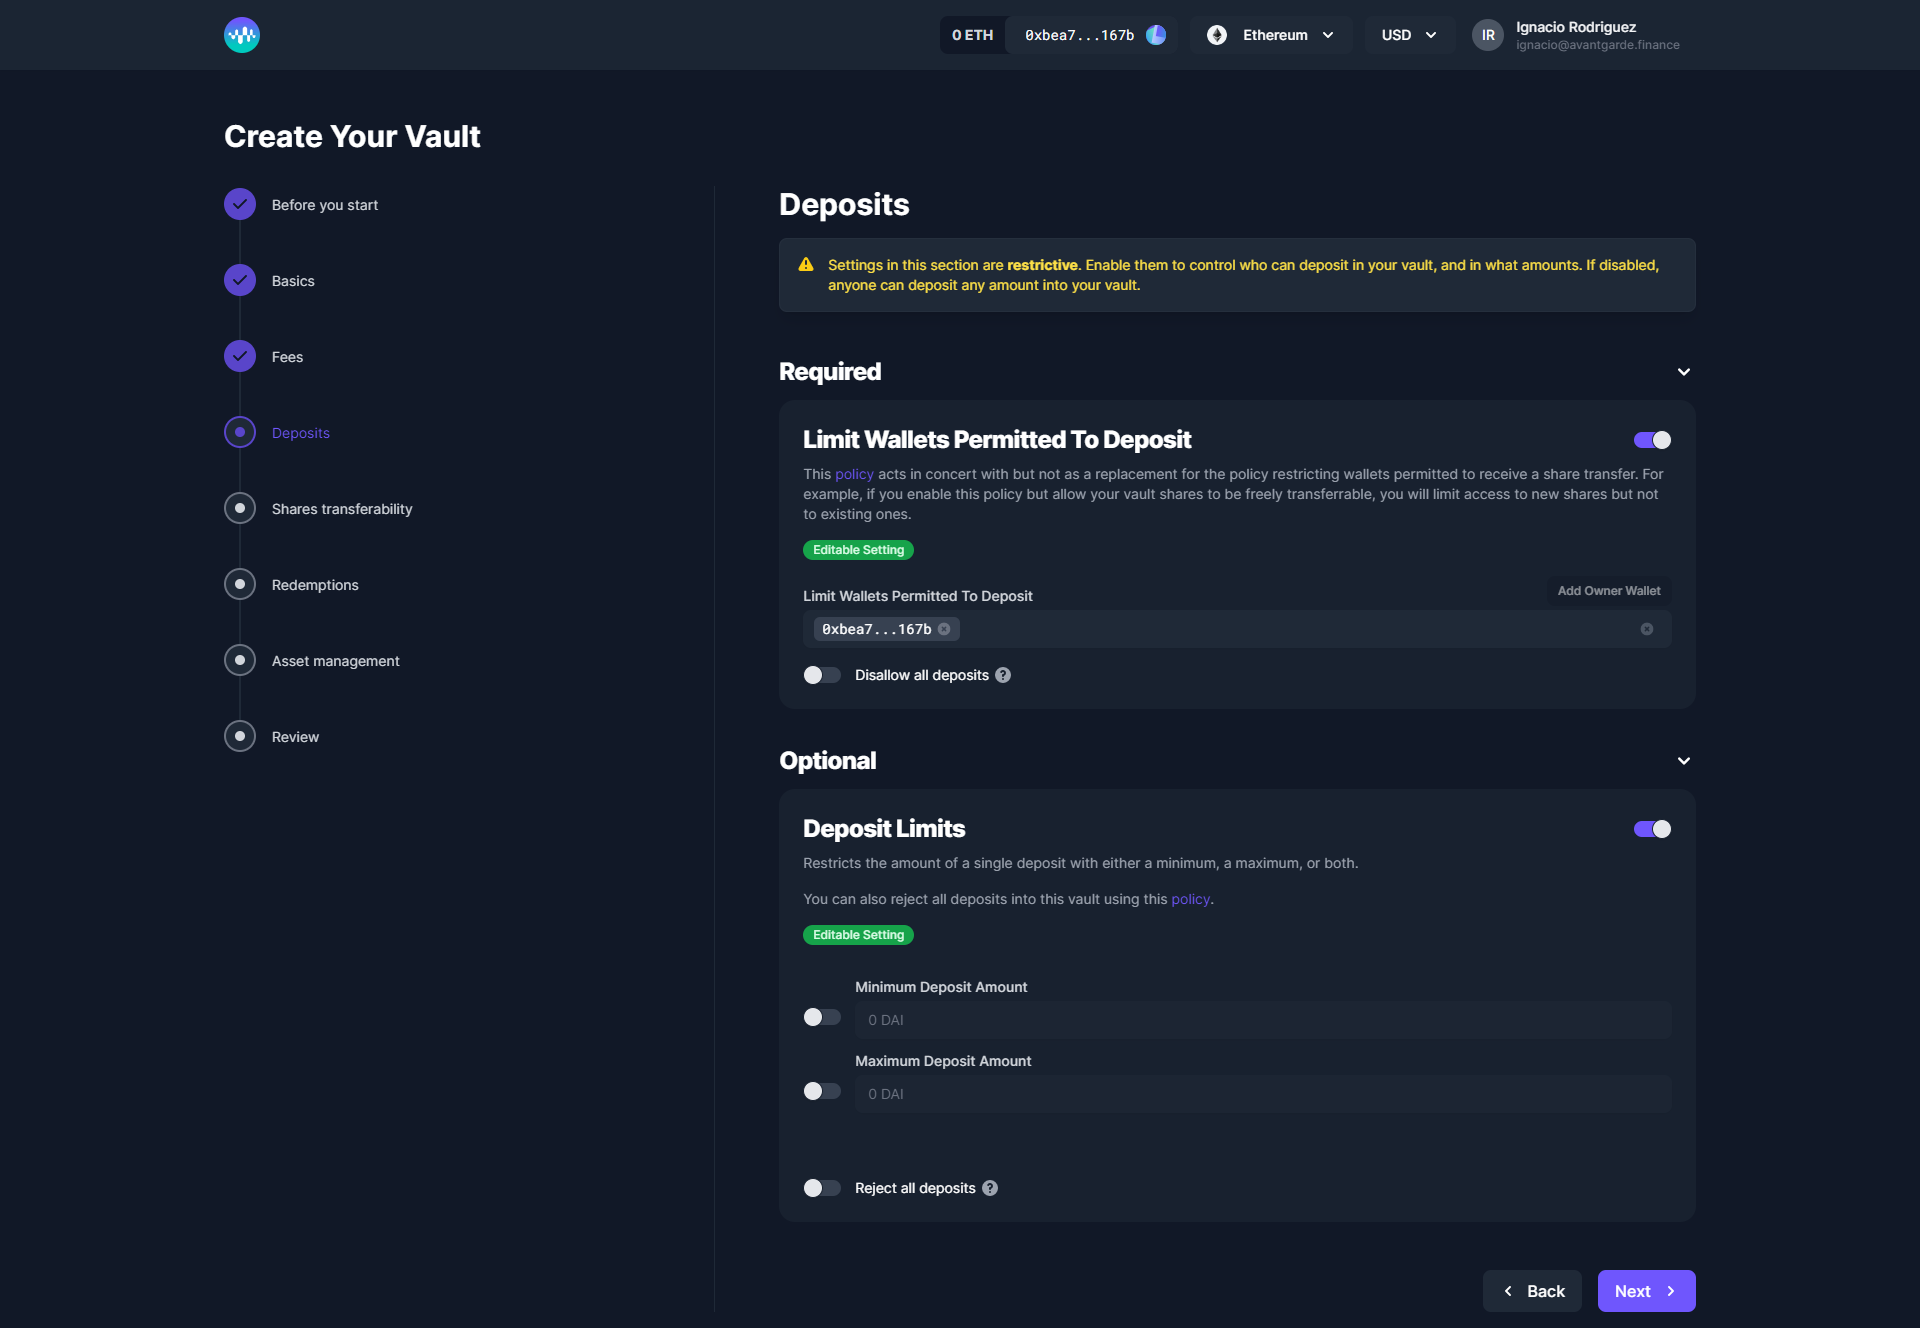 0 ETH
0xbea7...167b
Ethereum
USD
IR
Ignacio Rodriguez
ignacio@avantgarde.finance
Create Your Vault
Before you start
Basics
Fees
Deposits
Shares transferability
Redemptions
Asset management
Review
Deposits
Settings in this section are restrictive. Enable them to control who can deposit in your vault, and in what amounts. If disabled,
anyone can deposit any amount into your vault.
Required
Limit Wallets Permitted To Deposit
This policy acts in concert with but not as a replacement for the policy restricting wallets permitted to receive a share transfer. For
example, if you enable this policy but allow your vault shares to be freely transferrable, you will limit access to new shares but not
to existing ones.
Editable Setting
Limit Wallets Permitted To Deposit
Add Owner Wallet
0xbea7...167b
Disallow all deposits ?
Optional
Deposit Limits
Restricts the amount of a single deposit with either a minimum, a maximum, or both.
You can also reject all deposits into this vault using this policy.
Editable Setting
Minimum Deposit Amount
0 DAI
Maximum Deposit Amount
0 DAI
Reject all deposits ?
Back
Next